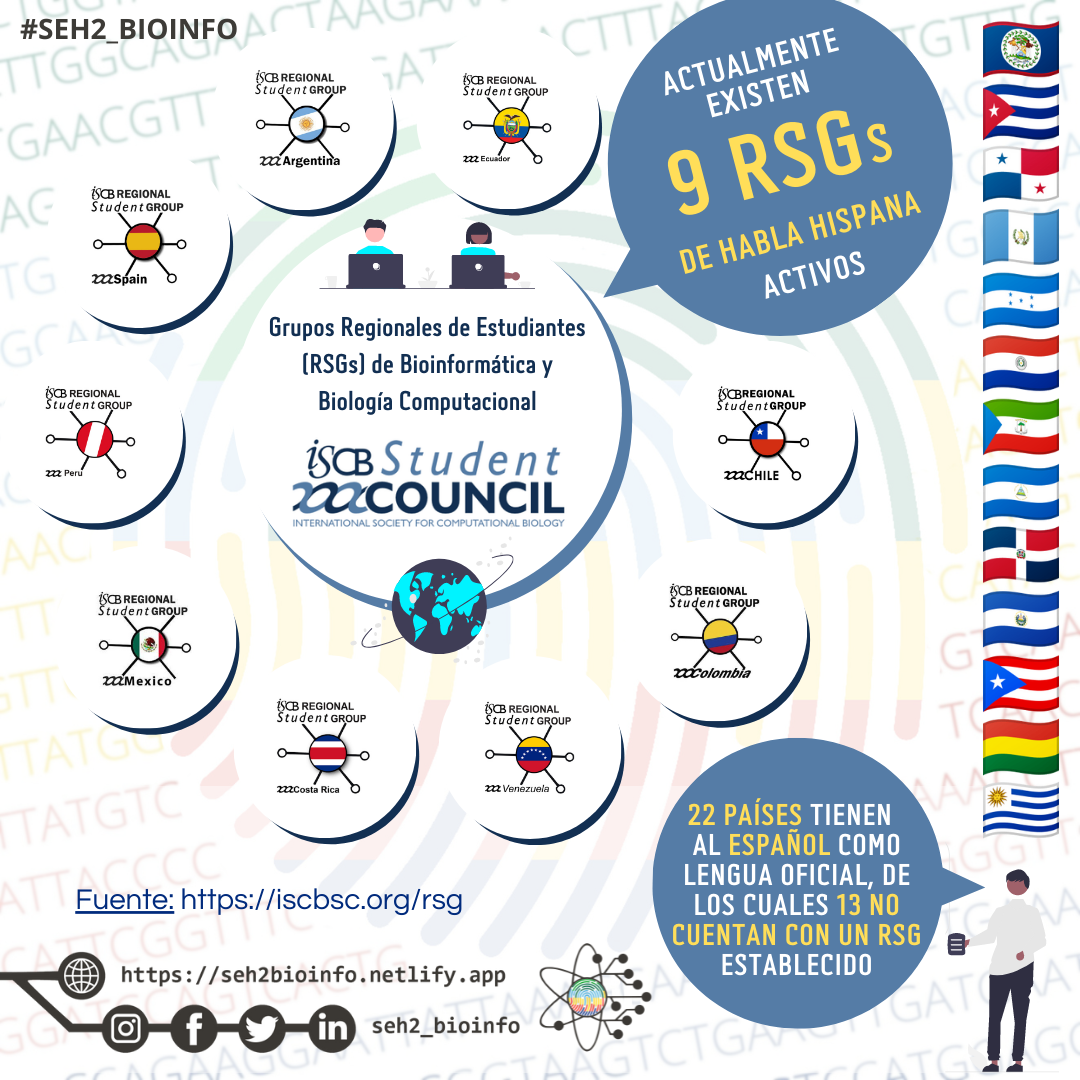 #SEH2_BIOINFO
ACTUALMENTE
EXISTEN
9 RSGs
DE HABLA HISPANA
ACTIVOS
iSCB REGIONAL
Student GROUP
Argentina
iSCB REGIONAL
Student GROUP
Ecuador
iSCB REGIONAL
Student GROUP
Spain
Grupos Regionales de Estudiantes
(RSGs) de Bioinformática y
Biología Computacional
iSCB Student
COUNCIL
INTERNATIONAL SOCIETY FOR COMPUTATIONAL BIOLOGY
iSCB REGIONAL
Student GROUP
Perú
iSCB REGIONAL
Student GROUP
CHILE
iSCB REGIONAL
Student GROUP
Mexico
iSCB REGIONAL
Student GROUP
Colombia
iSCB REGIONAL
Student GROUP
Costa Rica
iSCB REGIONAL
Student GROUP
Venezuela
22 PAÍSES TIENEN
AL ESPAÑOL COMO
LENGUA OFICIAL, DE
LOS CUALES 13 NO
CUENTAN CON UN RSG
ESTABLECIDO
Fuente: https://iscbsc.org/rsg
https://seh2bioinfo.netlify.app
seh2_bioinfo